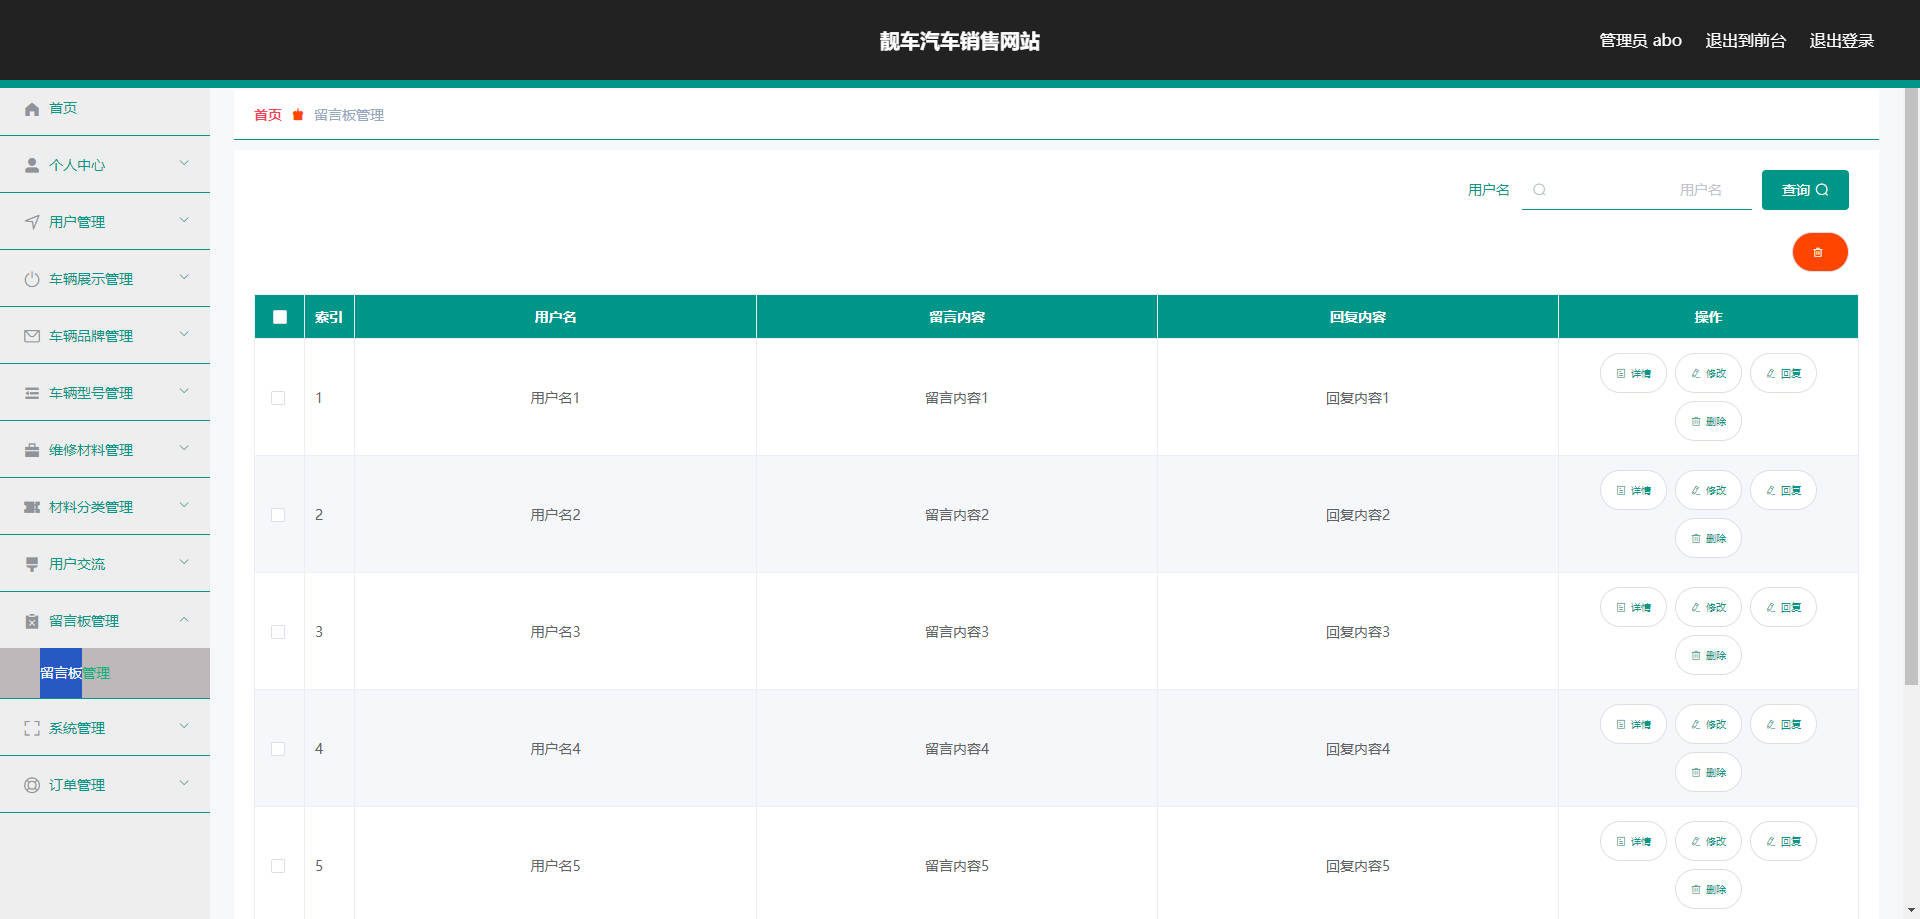 靓车汽车销售网站
管理员 abo 退出到前台 退出登录
首页
个人中心
用户管理
车辆展示管理
车辆品牌管理
车辆型号管理
维修材料管理
材料分类管理
用户交流
留言板管理
留言板管理
系统管理
订单管理
首页 留言板管理
用户名 用户名 查询
索引 用户名 留言内容 回复内容 操作
1 用户名1 留言内容1 回复内容1 详情 修改 回复
删除
2 用户名2 留言内容2 回复内容2 详情 修改 回复
删除
3 用户名3 留言内容3 回复内容3 详情 修改 回复
删除
4 用户名4 留言内容4 回复内容4 详情 修改 回复
删除
5 用户名5 留言内容5 回复内容5 详情 修改 回复
删除